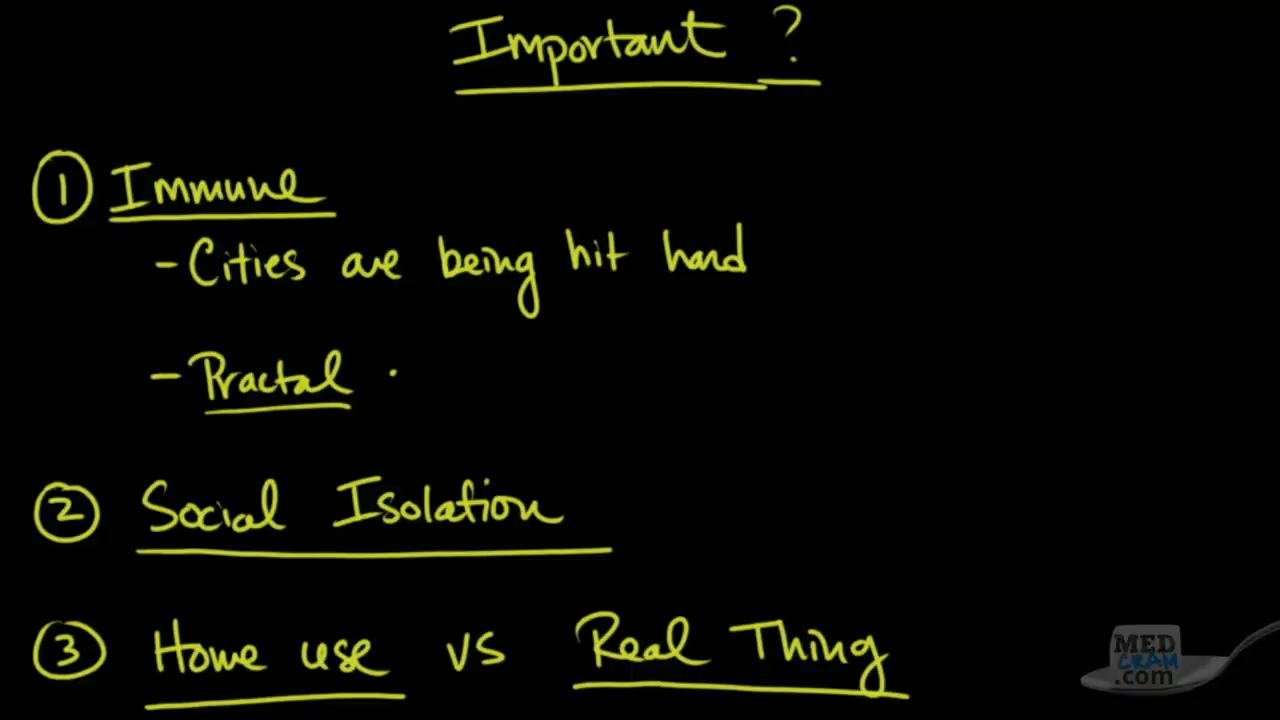 Important ?
① Immune
- Cities are being hit hard
- Practal
② Social Isolation
③ Home use vs Real Thing
MED
CRAM
.com